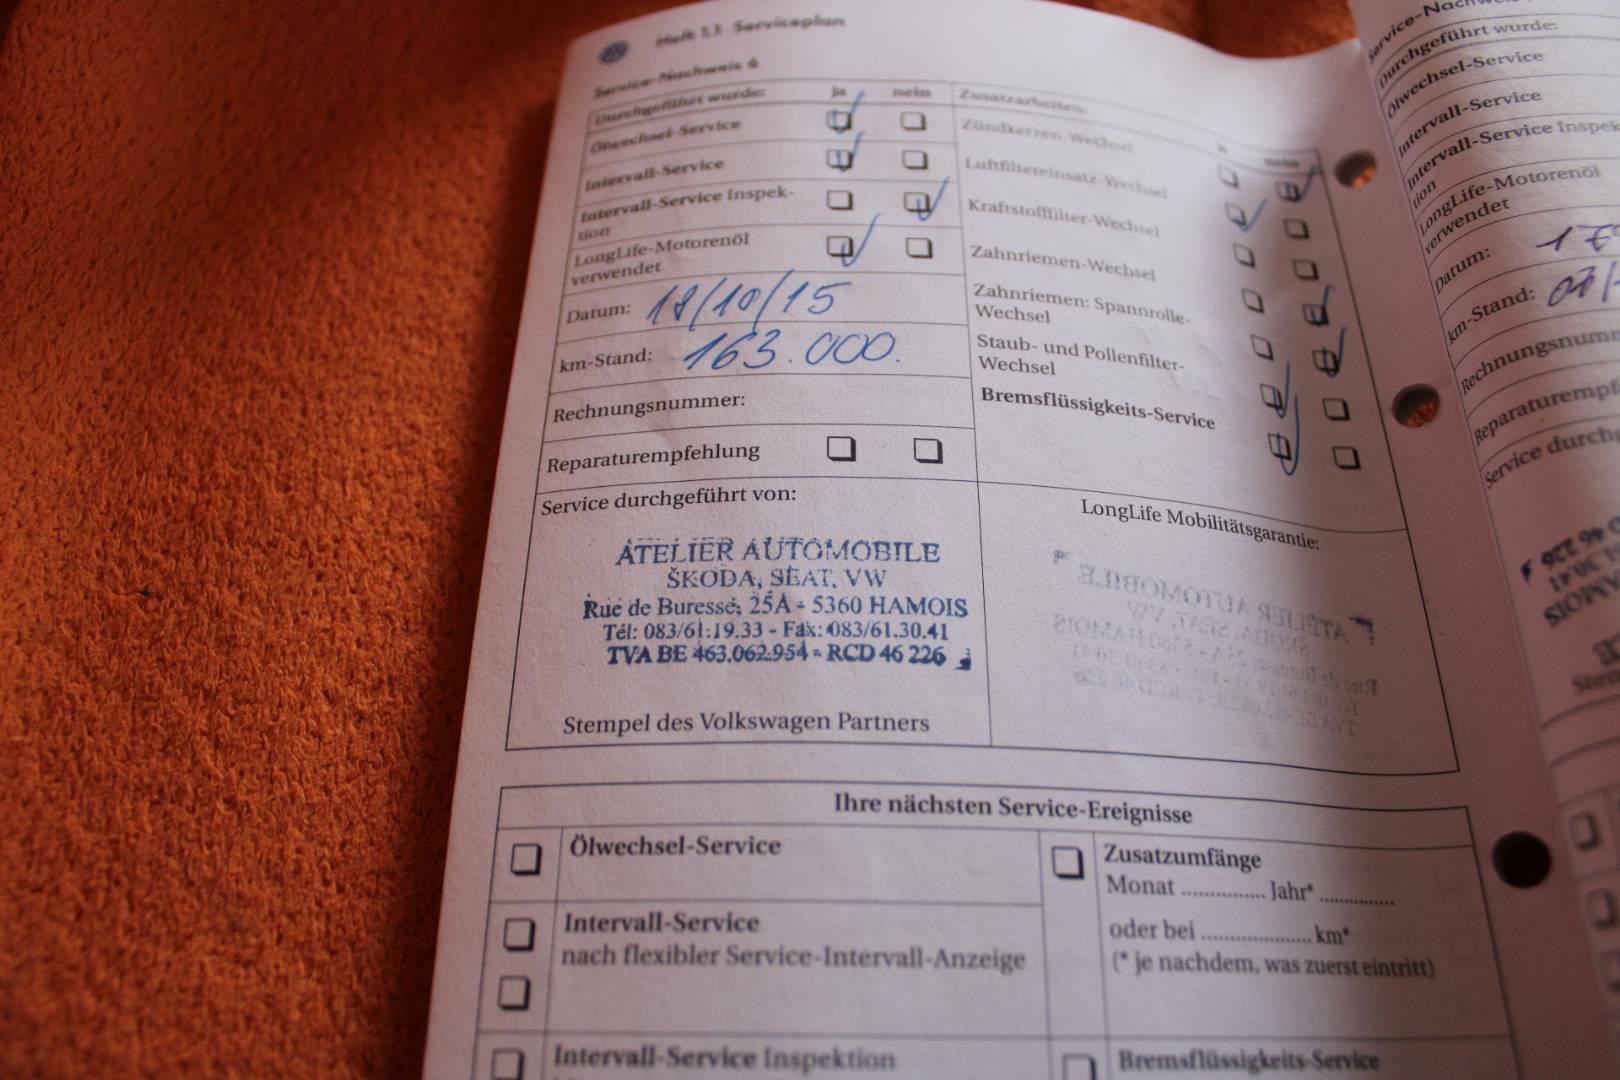 Heft 1.1 Serviceplan
Service-Nachweis 6
Durchgeführt wurde: ja nein
Ölwechsel-Service
Intervall-Service
Intervall-Service Inspek-
tion
LongLife-Motorenöl
verwendet
Datum: 18/10/15
km-Stand: 163.000.
Rechnungsnummer:
Reparaturempfehlung
Zusatzarbeiten:
ja nein
Zündkerzen-Wechsel
Luftfiltereinsatz-Wechsel
Kraftstofffilter-Wechsel
Zahnriemen-Wechsel
Zahnriemen: Spannrolle-
Wechsel
Staub- und Pollenfilter-
Wechsel
Bremsflüssigkeits-Service
Service durchgeführt von:
ATELIER AUTOMOBILE
ŠKODA, SEAT, VW
Rue de Buresse, 25A - 5360 HAMOIS
Tél: 083/61.19.33 - Fax: 083/61.30.41
TVA BE 463.062.954 - RCD 46 226
Stempel des Volkswagen Partners
LongLife Mobilitätsgarantie:
Ihre nächsten Service-Ereignisse
Ölwechsel-Service
Intervall-Service
nach flexibler Service-Intervall-Anzeige
Intervall-Service Inspektion
Zusatzumfänge
Monat ............... Jahr* ..............
oder bei .................... km*
(* je nachdem, was zuerst eintritt)
Bremsflüssigkeits-Service
Service-Nachweis
Durchgeführt wurde:
Ölwechsel-Service
Intervall-Service
Intervall-Service Inspek
tion
LongLife-Motorenöl
verwendet
Datum:
km-Stand:
Rechnungsnum
Reparaturempf
Service durchg